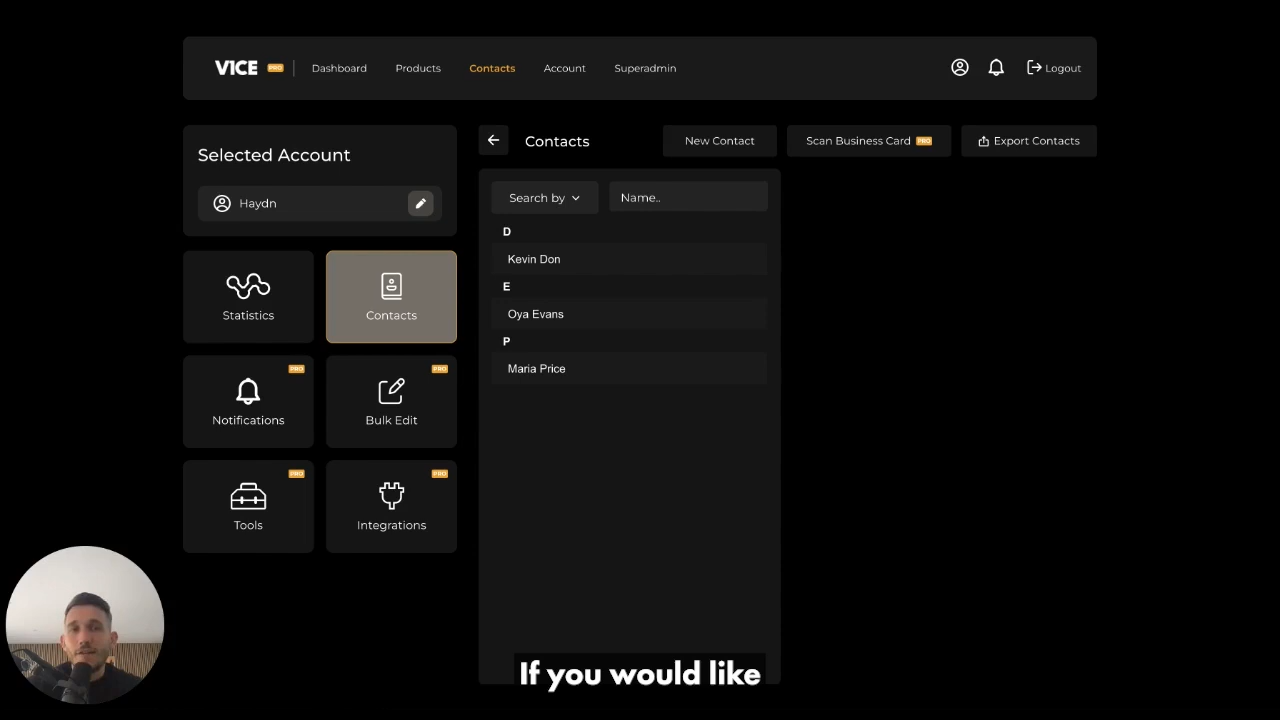 V1CE PRO | Dashboard Products Contacts Account Superadmin Logout
Selected Account
Haydn
Statistics
Contacts
PRO
Notifications
PRO
Bulk Edit
PRO
Tools
PRO
Integrations
Contacts
New Contact
Scan Business Card PRO
Export Contacts
Search by
Name..
D
Kevin Don
E
Oya Evans
P
Maria Price
If you would like